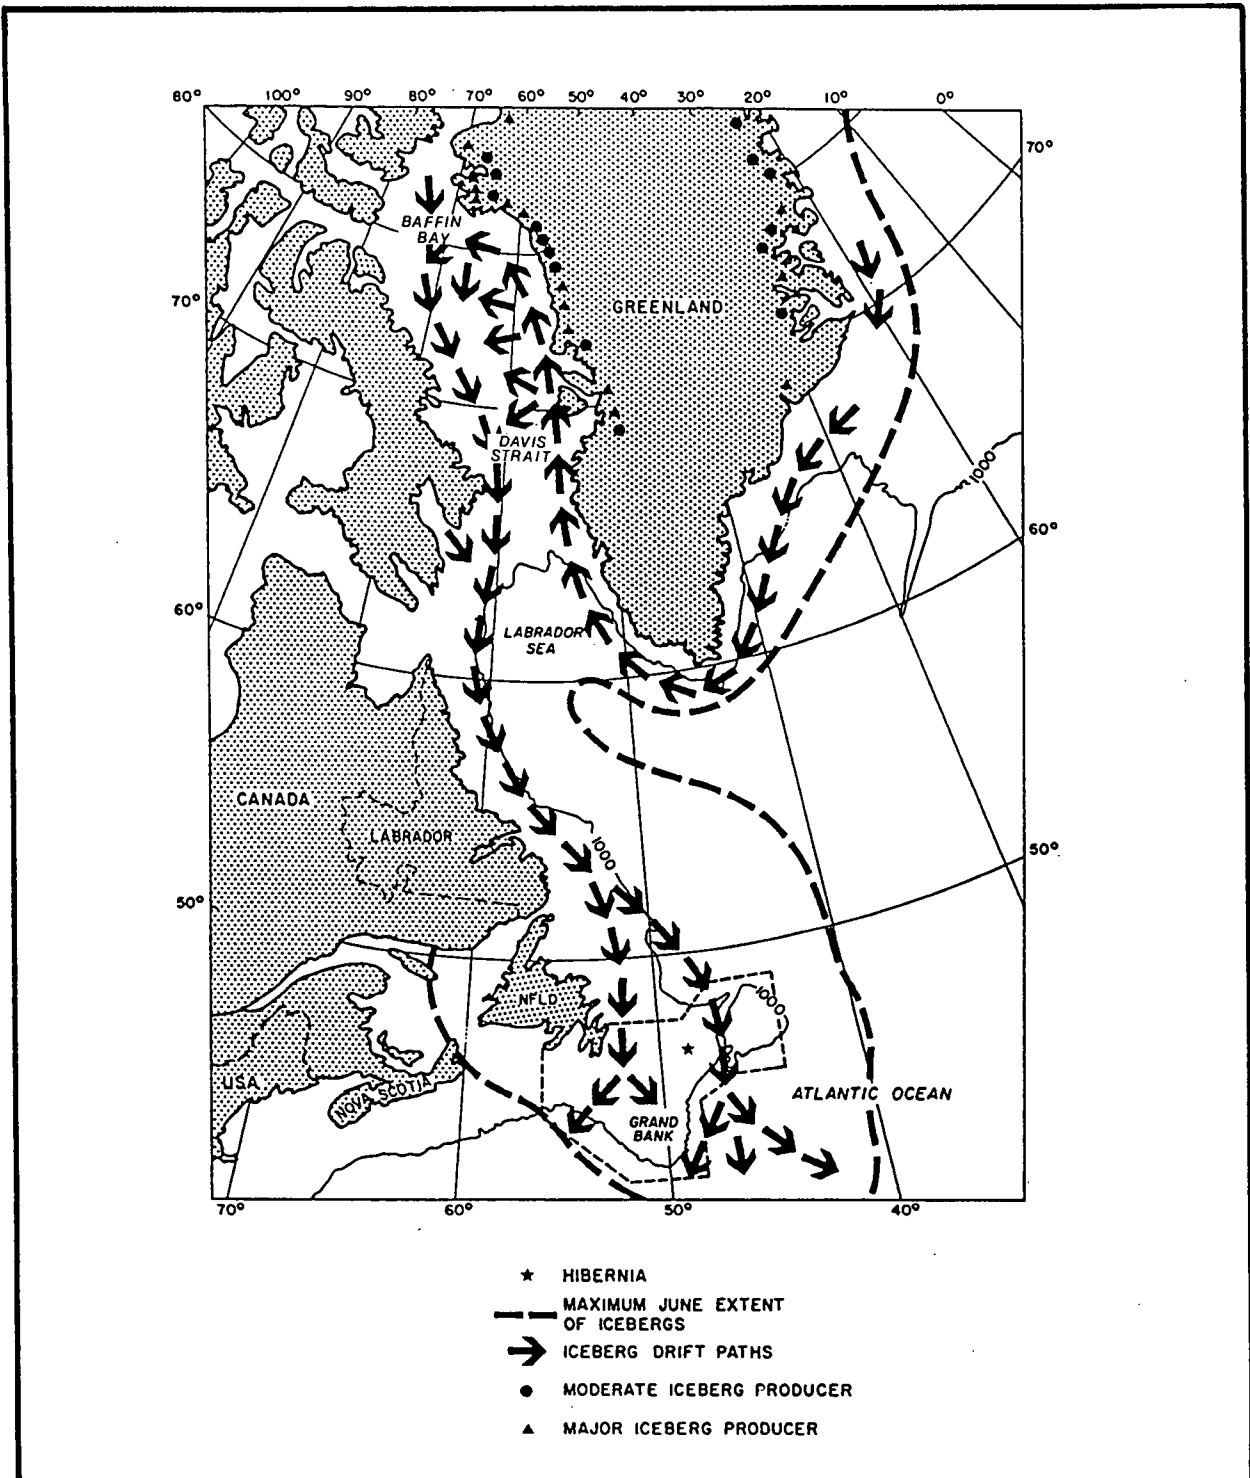 80° 100° 90° 80° 70° 60° 50° 40° 30° 20° 10° 0°
70°
BAFFIN
BAY
70°
GREENLAND
DAVIS
STRAIT
1000
60°
60°
LABRADOR
SEA
CANADA
LABRADOR
1000
50°
50°
NFLD
1000
USA
NOVA SCOTIA
ATLANTIC OCEAN
GRAND
BANK
70° 60° 50° 40°
HIBERNIA
MAXIMUM JUNE EXTENT
OF ICEBERGS
ICEBERG DRIFT PATHS
MODERATE ICEBERG PRODUCER
MAJOR ICEBERG PRODUCER